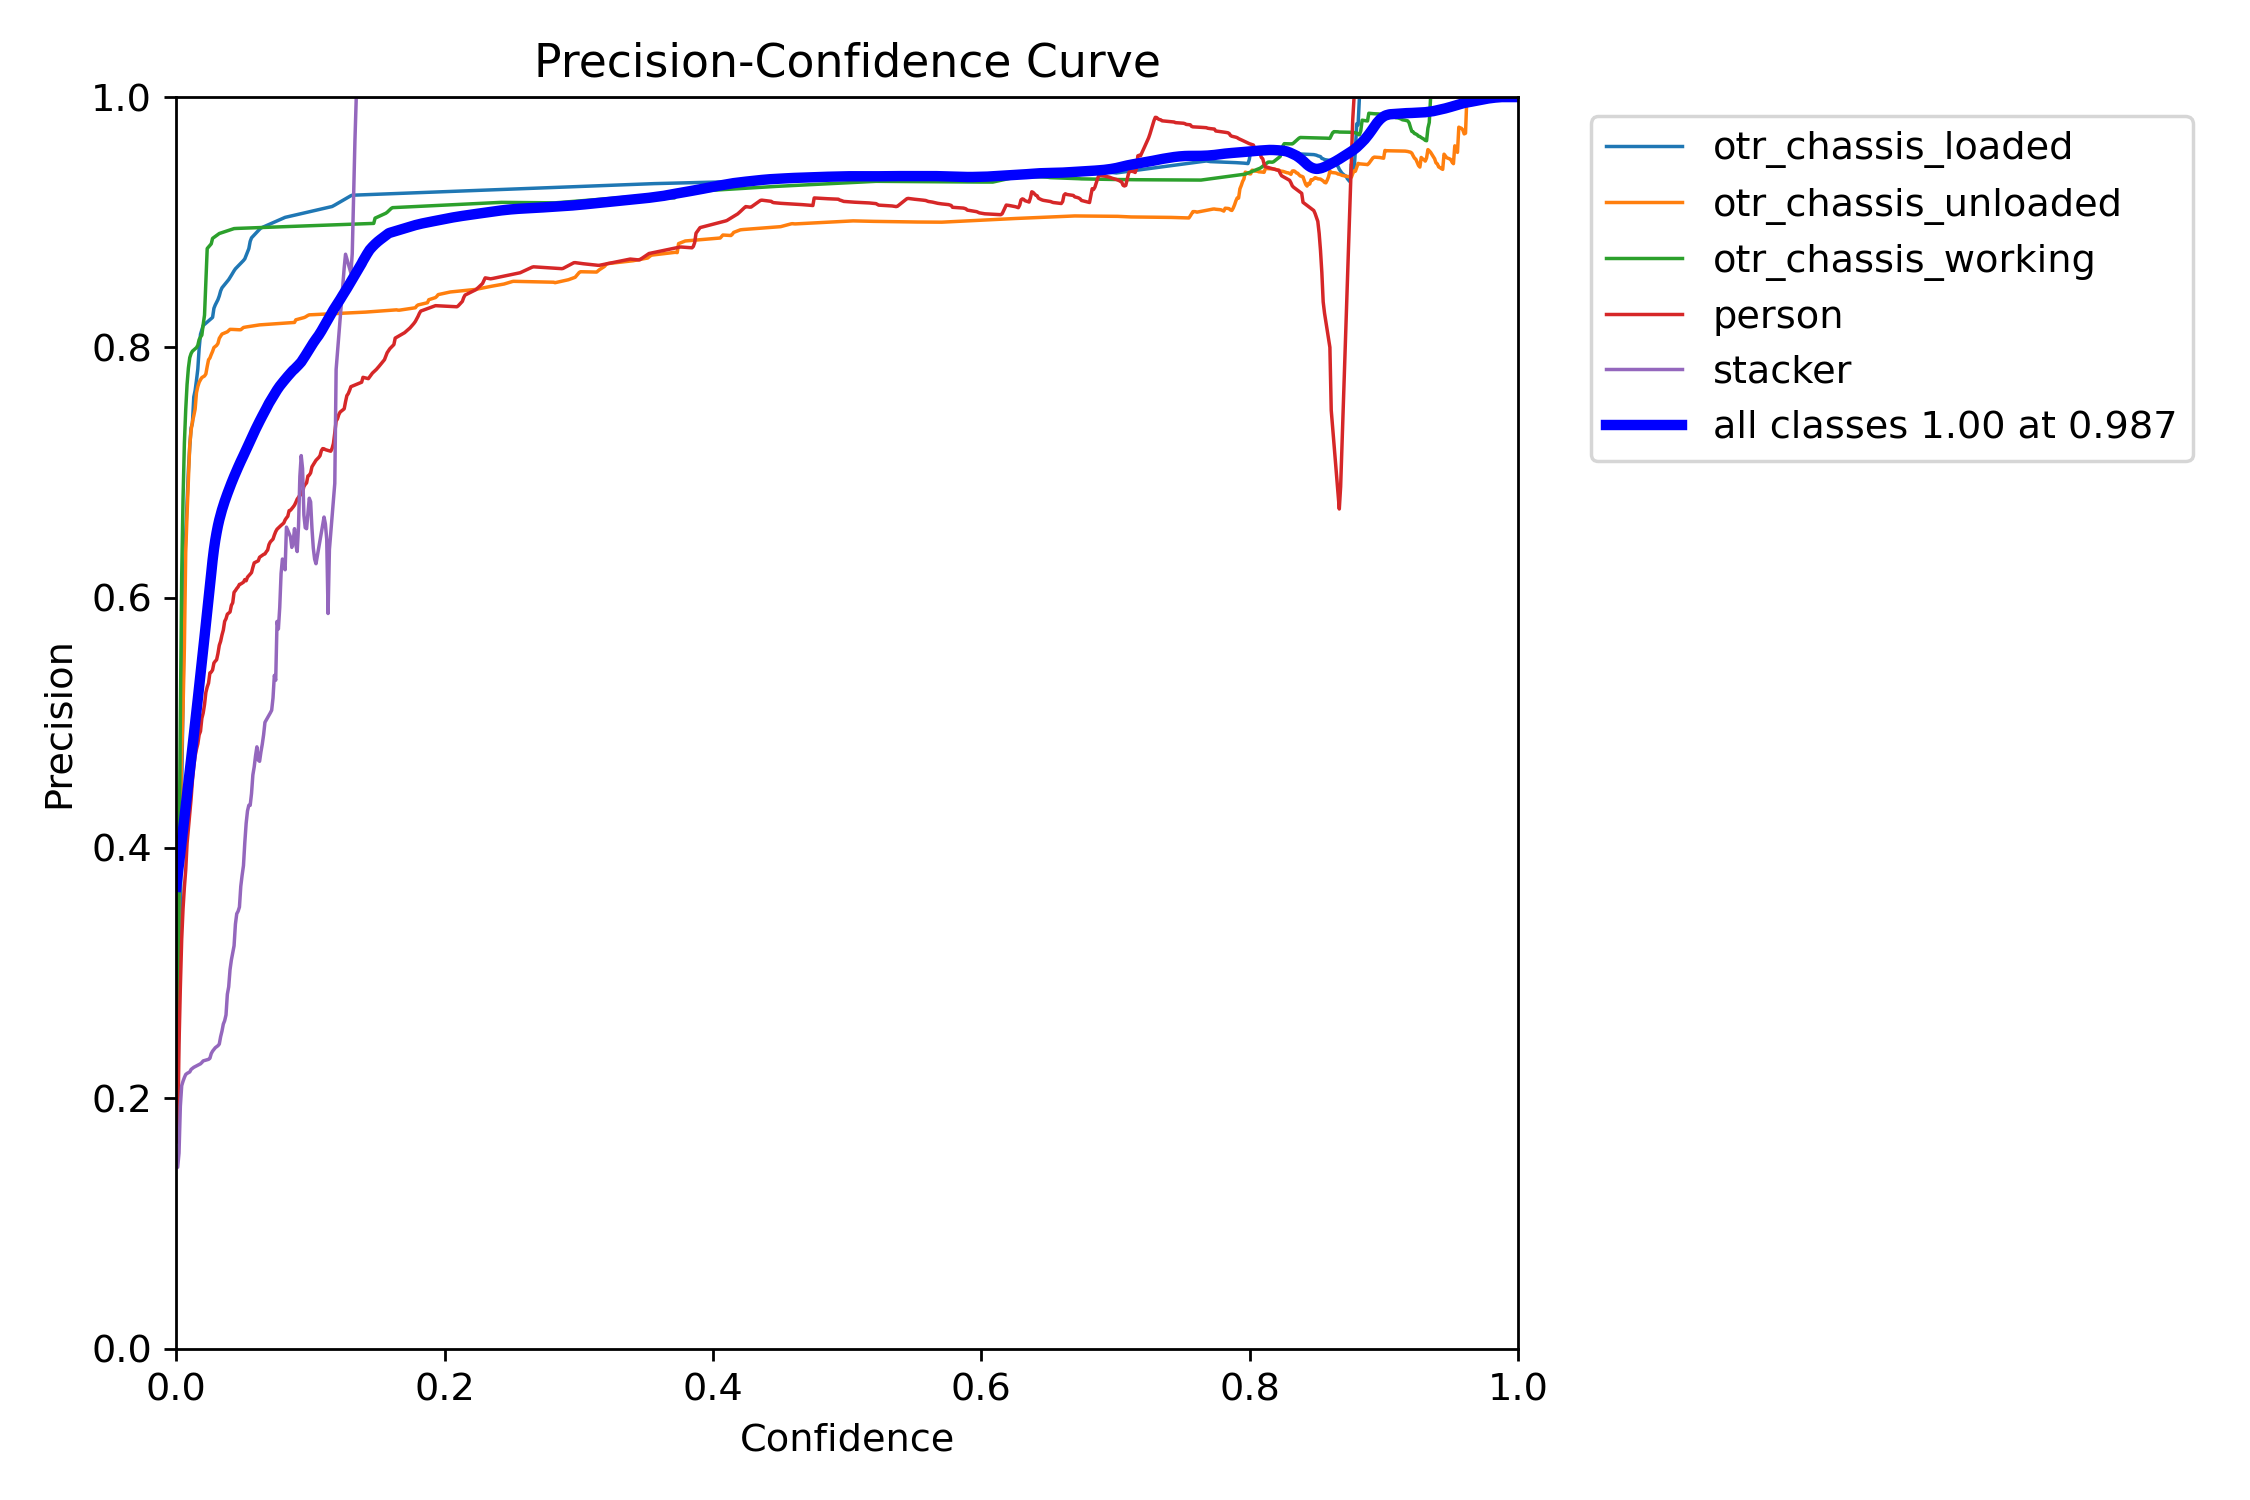 Precision-Confidence Curve
1.0
0.8
0.6
0.4
0.2
0.0
Precision
0.0 0.2 0.4 0.6 0.8 1.0
Confidence
otr_chassis_loaded
otr_chassis_unloaded
otr_chassis_working
person
stacker
all classes 1.00 at 0.987